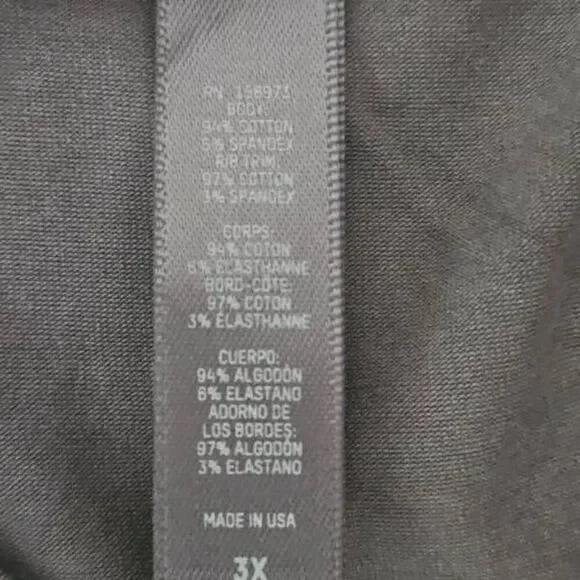 RN 158973
BODY:
94% COTTON
6% SPANDEX
RIB TRIM:
97% COTTON
3% SPANDEX
CORPS:
94% COTON
6% ELASTHANNE
BORD-CÔTE:
97% COTON
3% ELASTHANNE
CUERPO:
94% ALGODÓN
6% ELASTANO
ADORNO DE
LOS BORDES:
97% ALGODÓN
3% ELASTANO
MADE IN USA
3X